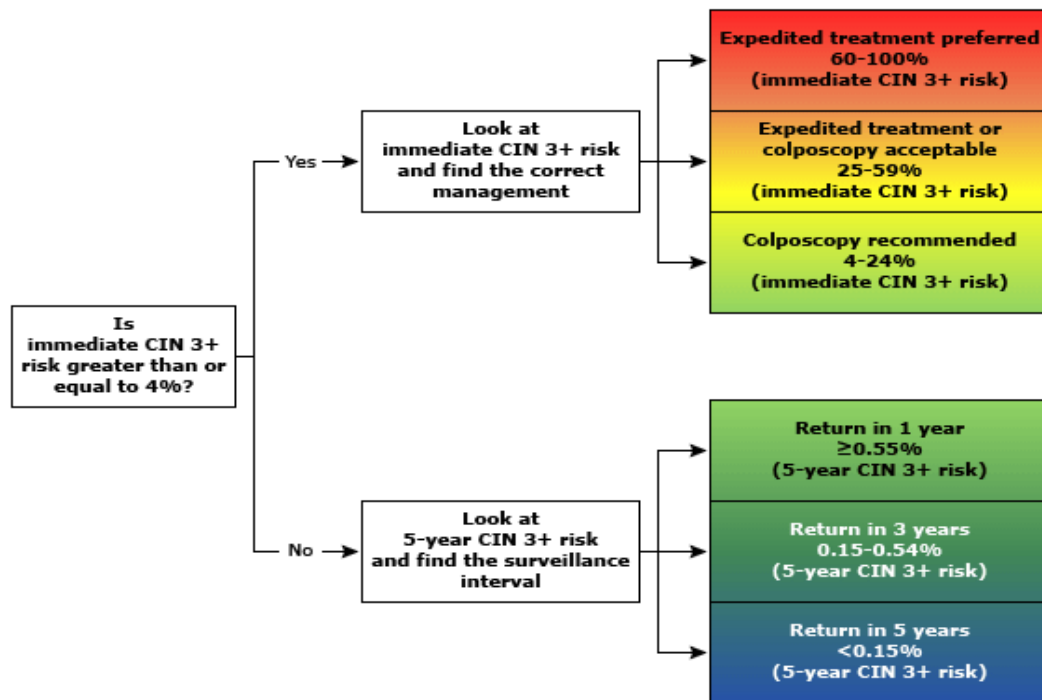 Is
immediate CIN 3+
risk greater than or
equal to 4%?
Yes
Look at
immediate CIN 3+ risk
and find the correct
management
Expedited treatment preferred
60-100%
(immediate CIN 3+ risk)
Expedited treatment or
colposcopy acceptable
25-59%
(immediate CIN 3+ risk)
Colposcopy recommended
4-24%
(immediate CIN 3+ risk)
No
Look at
5-year CIN 3+ risk
and find the surveillance
interval
Return in 1 year
≥0.55%
(5-year CIN 3+ risk)
Return in 3 years
0.15-0.54%
(5-year CIN 3+ risk)
Return in 5 years
<0.15%
(5-year CIN 3+ risk)